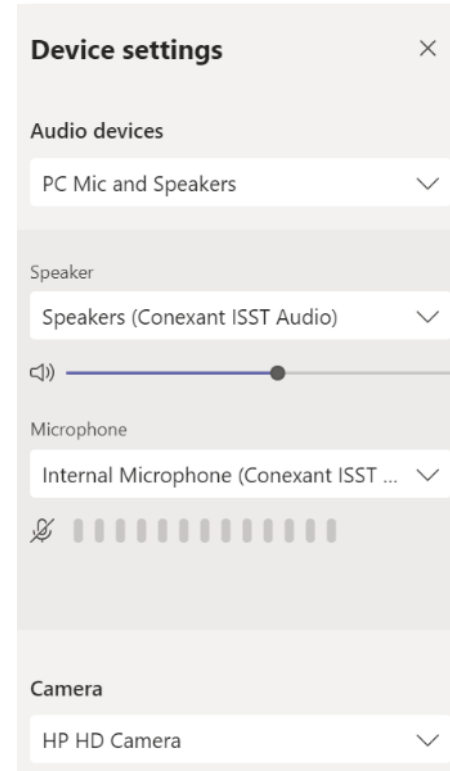 Device settings
Audio devices
PC Mic and Speakers
Speaker
Speakers (Conexant ISST Audio)
Microphone
Internal Microphone (Conexant ISST ...
Camera
HP HD Camera